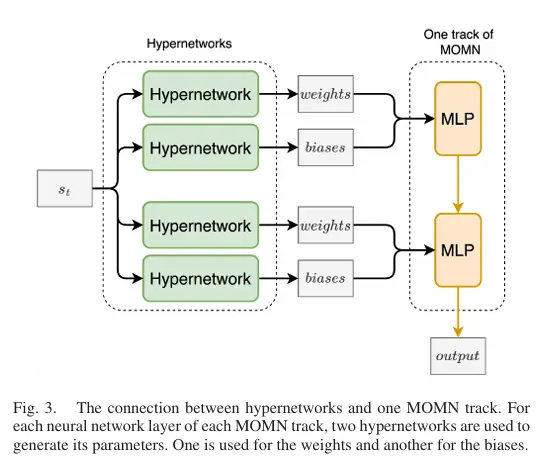 Hypernetworks
One track of
MOMN
Hypernetwork
weights
MLP
Hypernetwork
biases
s_t
Hypernetwork
weights
MLP
Hypernetwork
biases
output
Fig. 3. The connection between hypernetworks and one MOMN track. For
each neural network layer of each MOMN track, two hypernetworks are used to
generate its parameters. One is used for the weights and another for the biases.